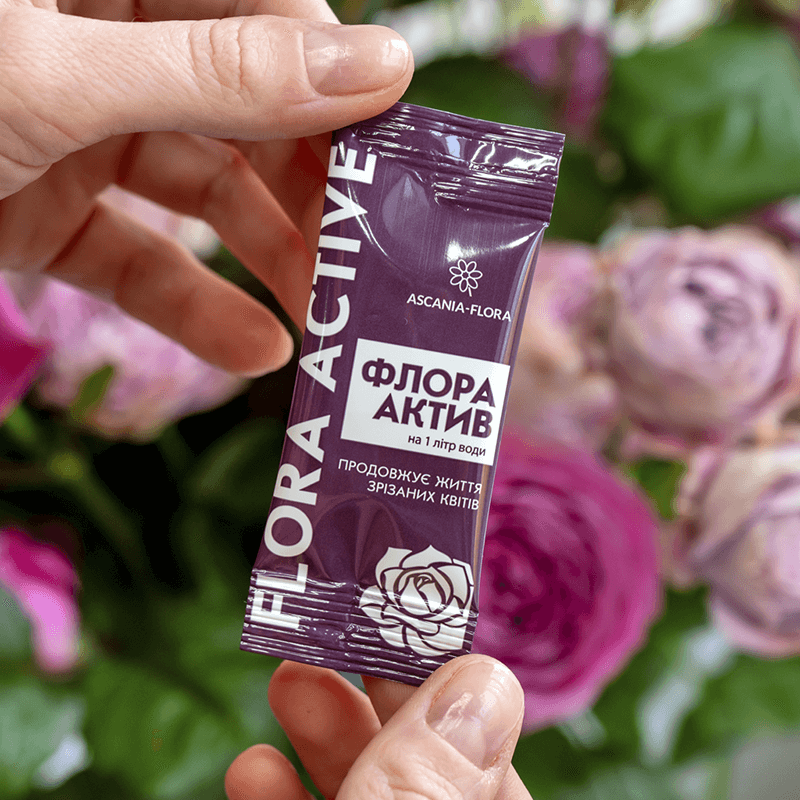 FLORA ACTIVE
ASCANIA-FLORA
ФЛОРА
АКТИВ
на 1 літр води
ПРОДОВЖУЄ ЖИТТЯ
ЗРІЗАНИХ КВІТІВ